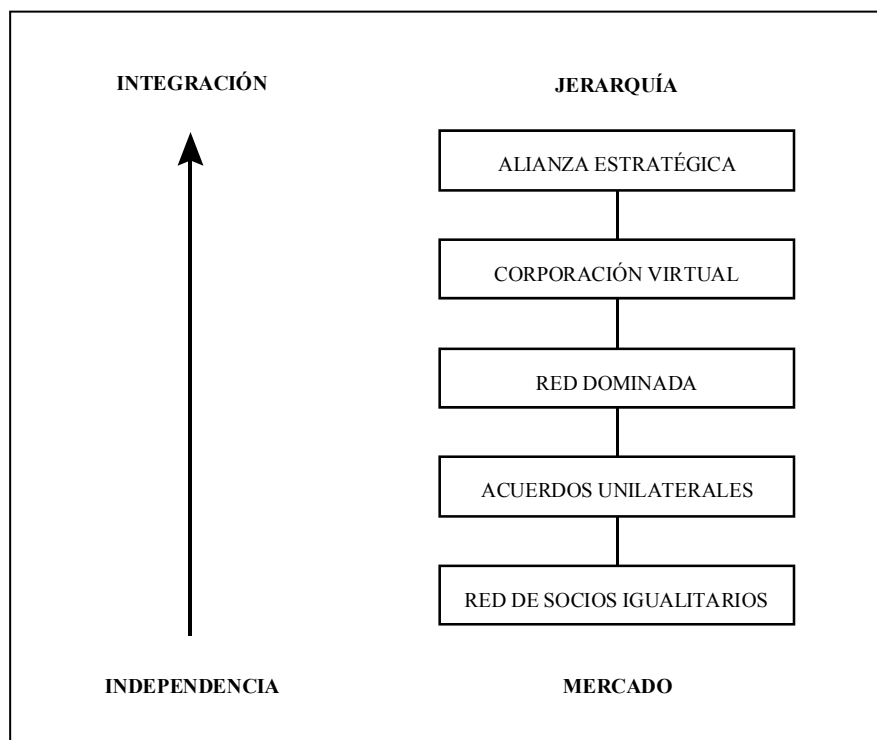 INTEGRACIÓN
JERARQUÍA
ALIANZA ESTRATÉGICA
CORPORACIÓN VIRTUAL
RED DOMINADA
ACUERDOS UNILATERALES
RED DE SOCIOS IGUALITARIOS
INDEPENDENCIA
MERCADO